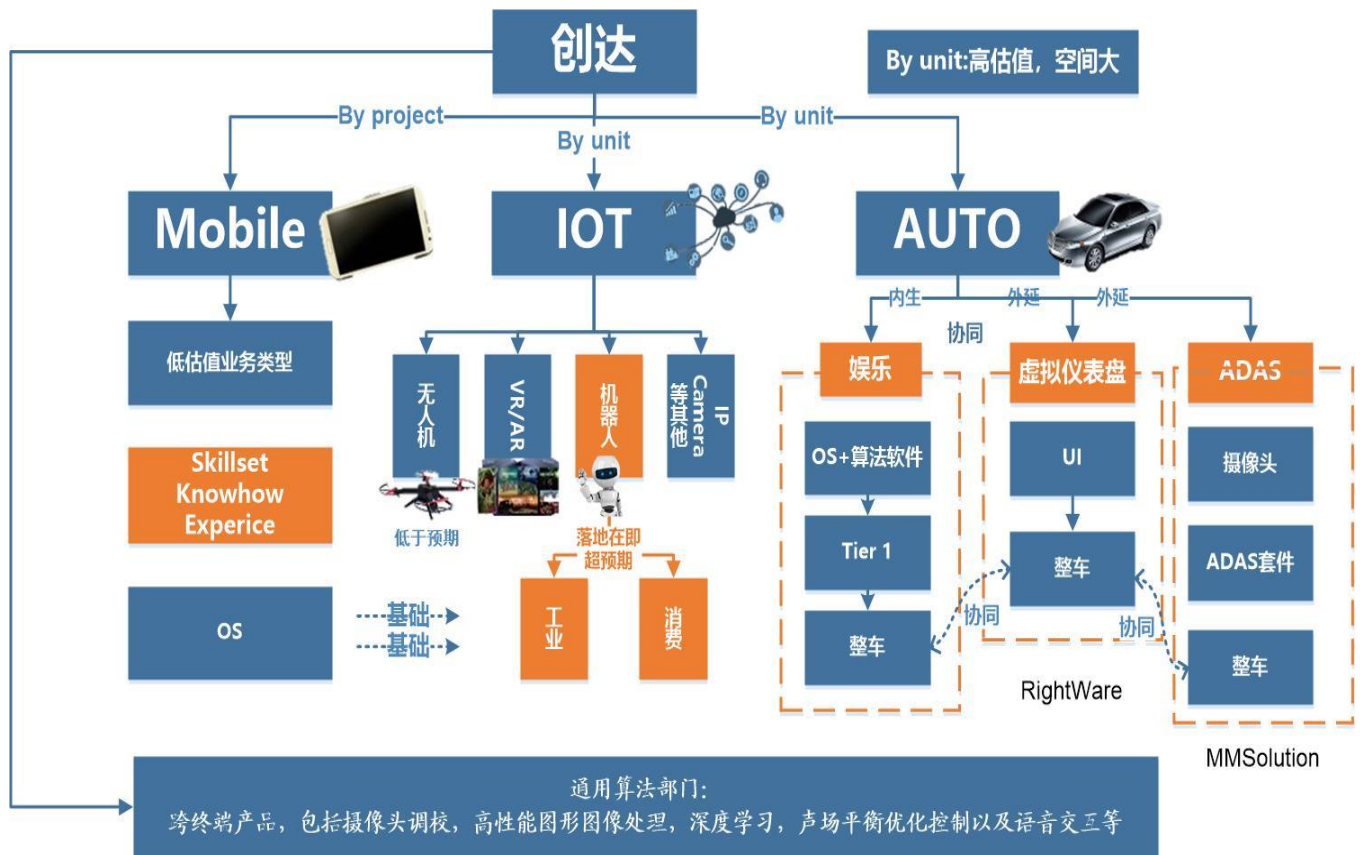 创达
By unit:高估值，空间大
By project
By unit
By unit
Mobile
IOT
AUTO
内生
外延
外延
协同
低估值业务类型
无人机
VR/AR
机器人
IP
Camera
等其他
娱乐
虚拟仪表盘
ADAS
OS+算法软件
UI
摄像头
Skillset
Knowhow
Experice
低于预期
落地在即
超预期
Tier 1
整车
ADAS套件
OS
基础
基础
工业
消费
协同
协同
整车
整车
RightWare
MMSolution
通用算法部门：
跨终端产品，包括摄像头调校，高性能图形图像处理，深度学习，声场平衡优化控制以及语音交互等